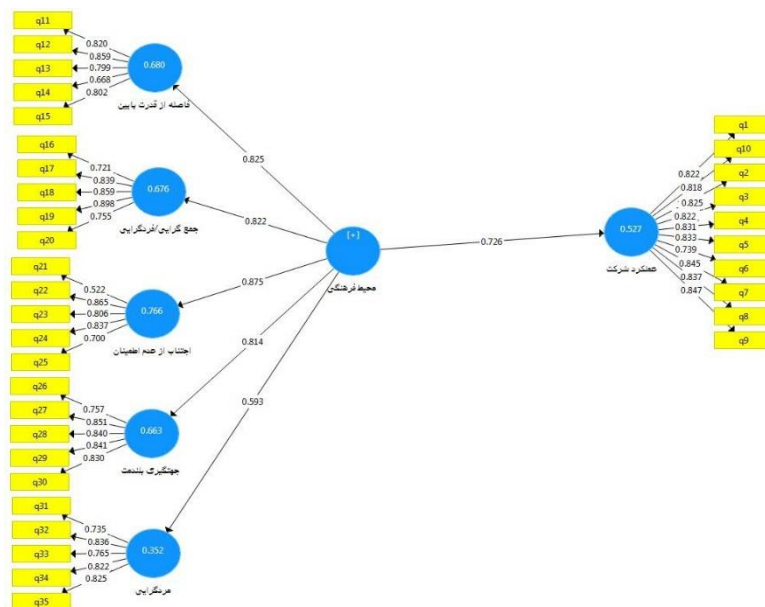 q11
q12
q13
q14
q15
0.820
0.859
0.799
0.668
0.802
0.680
فاصله از قدرت پایین
q16
q17
q18
q19
q20
0.721
0.839
0.859
0.898
0.755
0.676
جمع گرایی/فردگرایی
q21
q22
q23
q24
q25
0.522
0.865
0.806
0.837
0.700
0.766
اجتناب از عدم اطمینان
q26
q27
q28
q29
q30
0.757
0.851
0.840
0.841
0.830
0.663
جهتگیری بلندمت
q31
q32
q33
q34
q35
0.735
0.836
0.765
0.822
0.825
0.352
مردگرایی
0.825
0.822
0.875
0.814
0.593
[+]
محیط فرهنگی
0.726
0.527
عملکرد شرکت
0.822
0.818
0.825
0.822
0.831
0.833
0.739
0.845
0.837
0.847
q1
q10
q2
q3
q4
q5
q6
q7
q8
q9